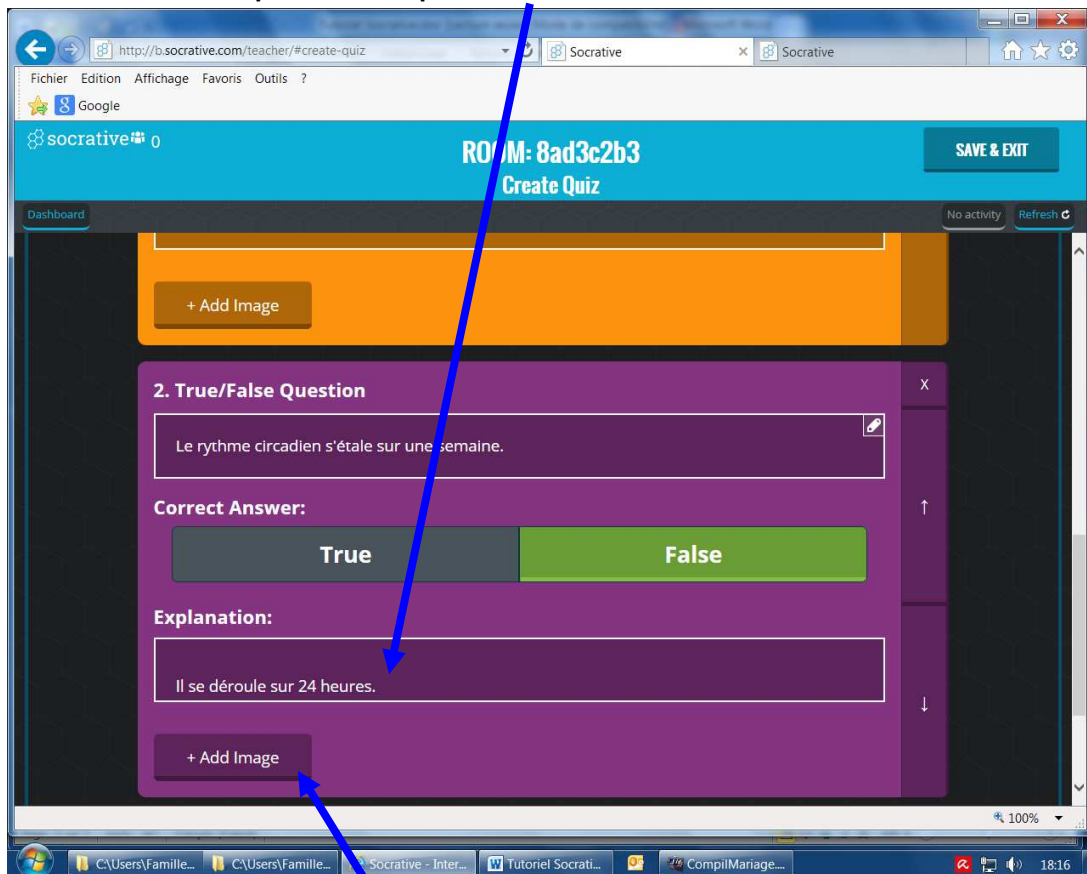 http://b.socrative.com/teacher/#create-quiz
Socrative
Socrative
Fichier Edition Affichage Favoris Outils ?
Google
socrative 0
ROOM: 8ad3c2b3
SAVE & EXIT
Create Quiz
Dashboard
No activity
Refresh
+ Add Image
2. True/False Question
X
Le rythme circadien s'étale sur une semaine.
Correct Answer:
True
False
Explanation:
Il se déroule sur 24 heures.
+ Add Image
100%
C:\Users\Famille...
C:\Users\Famille...
Socrative - Inter...
Tutoriel Socrati...
CompilMariage....
18:16